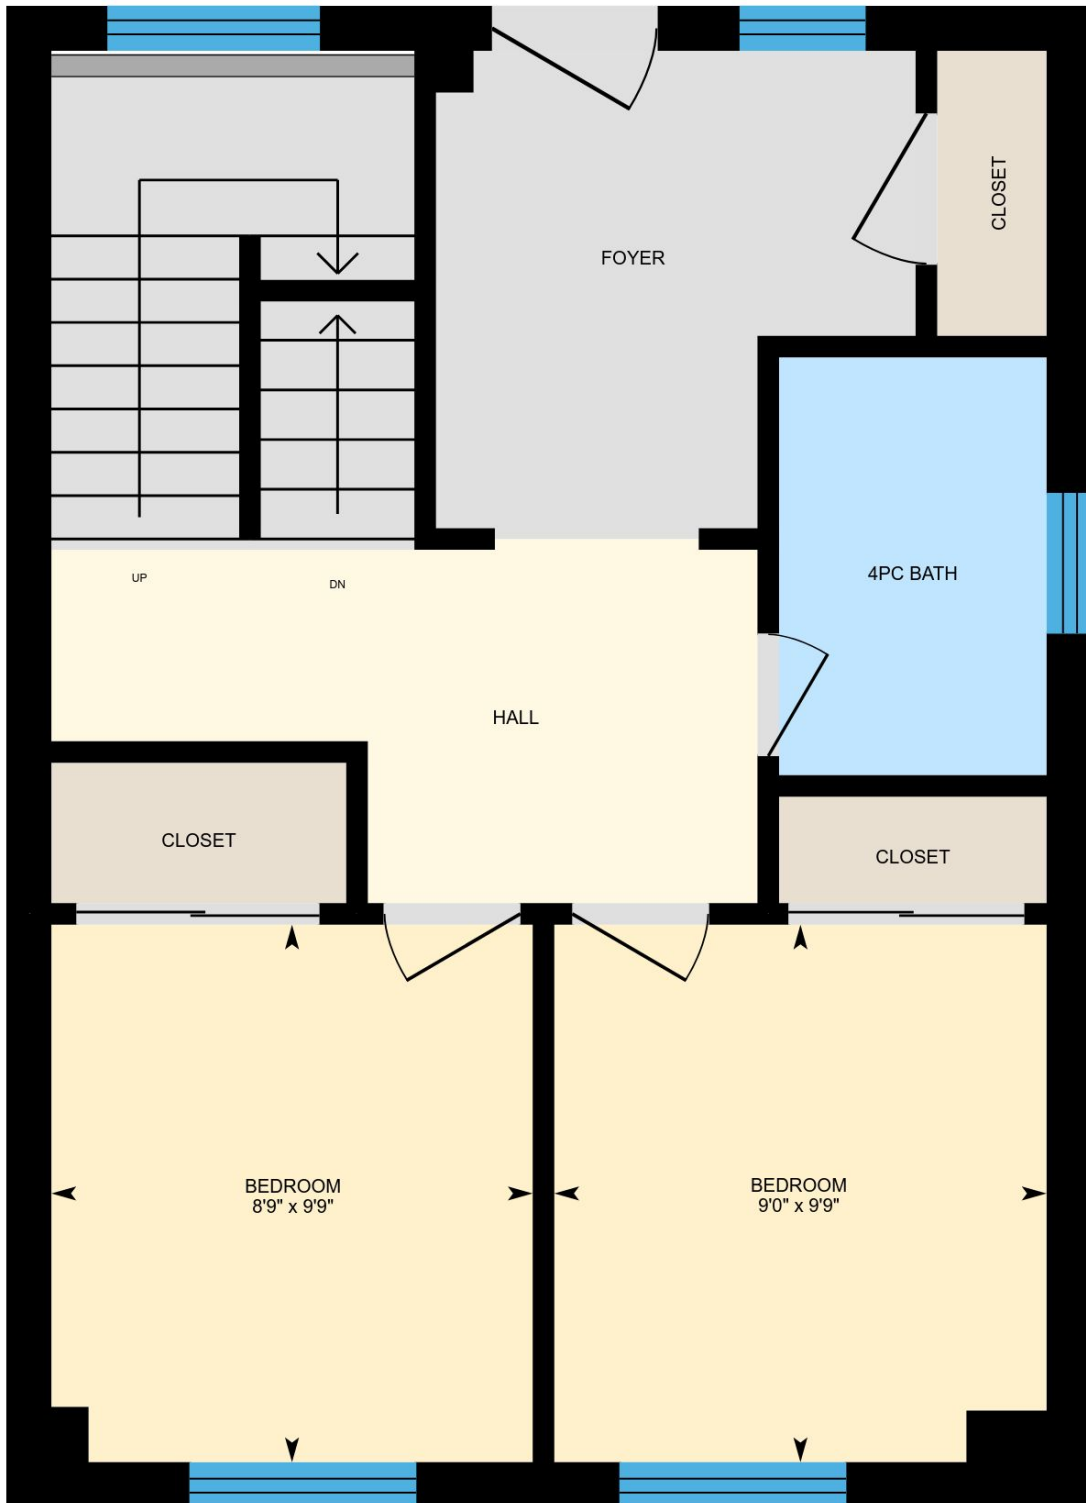 CLOSET
FOYER
4PC BATH
UP
DN
HALL
CLOSET
CLOSET
BEDROOM
8'9" x 9'9"
BEDROOM
9'0" x 9'9"